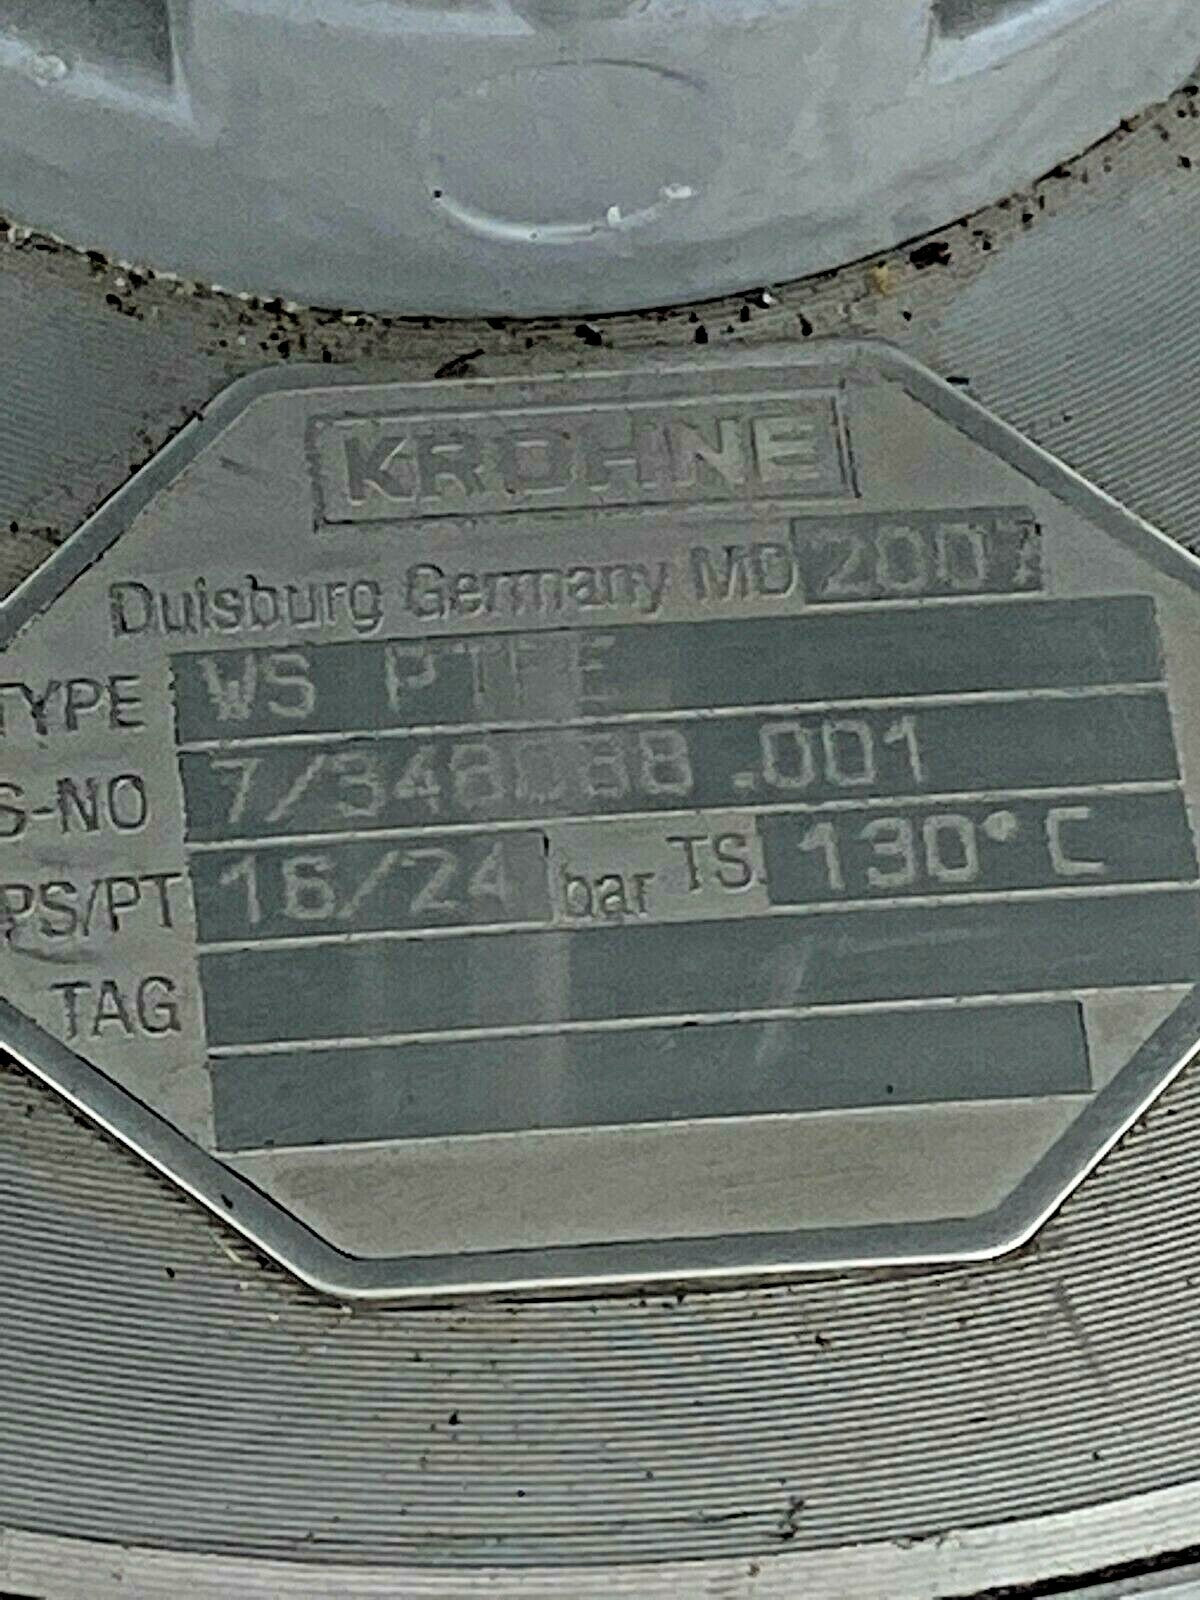 KROHNE
Duisburg Germany MD 2007
TYPE WS PTFE
S-NO 7/348088.001
PS/PT 16/24 bar TS. 130°C
TAG